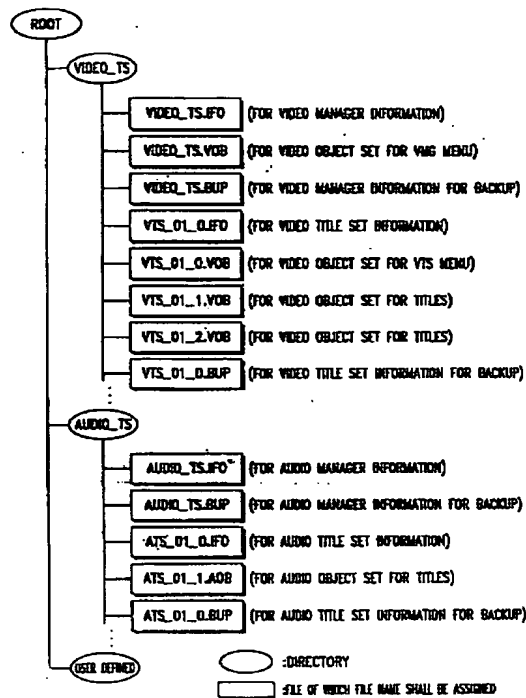 ROOT
VIDEO_TS
VIDEO_TS.IFO (FOR VIDEO MANAGER INFORMATION)
VIDEO_TS.VOB (FOR VIDEO OBJECT SET FOR VMG MENU)
VIDEO_TS.BUP (FOR VIDEO MANAGER INFORMATION FOR BACKUP)
VTS_01_0.IFO (FOR VIDEO TITLE SET INFORMATION)
VTS_01_0.VOB (FOR VIDEO OBJECT SET FOR VTS MENU)
VTS_01_1.VOB (FOR VIDEO OBJECT SET FOR TITLES)
VTS_01_2.VOB (FOR VIDEO OBJECT SET FOR TITLES)
VTS_01_0.BUP (FOR VIDEO TITLE SET INFORMATION FOR BACKUP)
AUDIO_TS
AUDIO_TS.IFO (FOR AUDIO MANAGER INFORMATION)
AUDIO_TS.BUP (FOR AUDIO MANAGER INFORMATION FOR BACKUP)
ATS_01_0.IFO (FOR AUDIO TITLE SET INFORMATION)
ATS_01_1.AOB (FOR AUDIO OBJECT SET FOR TITLES)
ATS_01_0.BUP (FOR AUDIO TITLE SET INFORMATION FOR BACKUP)
USER DEFINED
:DIRECTORY
:FILE OF WHICH FILE NAME SHALL BE ASSIGNED